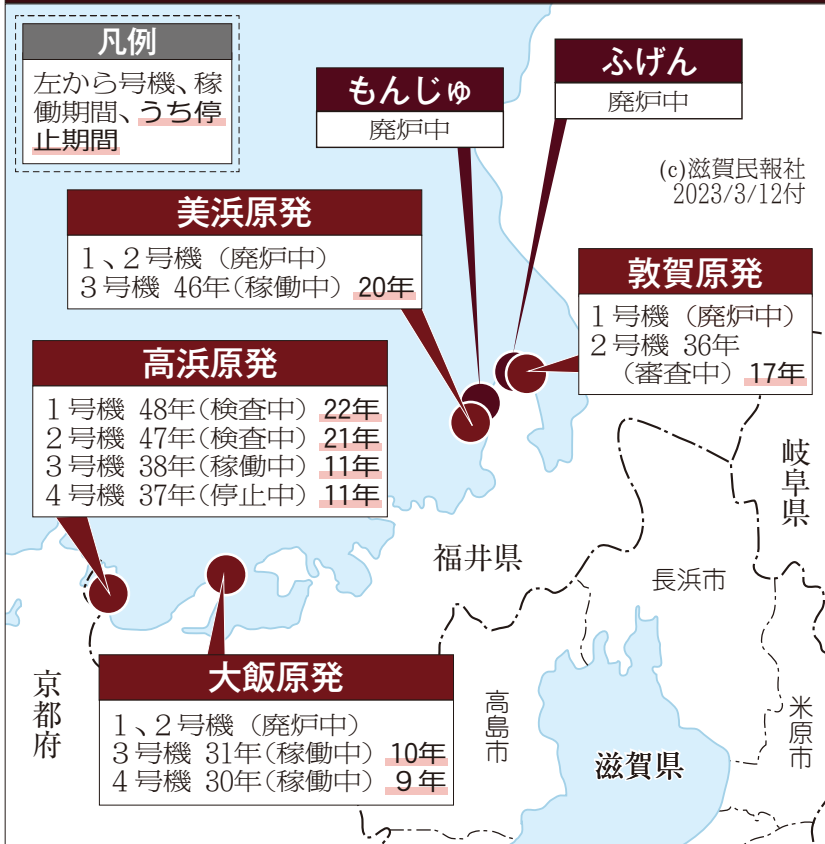 凡例
左から号機、稼
働期間、うち停
止期間
もんじゅ
廃炉中
ふげん
廃炉中
(c)滋賀民報社
2023/3/12付
美浜原発
1、2号機（廃炉中）
3号機 46年(稼働中) 20年
敦賀原発
1号機（廃炉中）
2号機 36年
（審査中）17年
高浜原発
1号機 48年(検査中) 22年
2号機 47年(検査中) 21年
3号機 38年(稼働中) 11年
4号機 37年(停止中) 11年
岐阜県
福井県
長浜市
大飯原発
1、2号機（廃炉中）
3号機 31年(稼働中) 10年
4号機 30年(稼働中) 9年
京都府
高島市
滋賀県
米原市